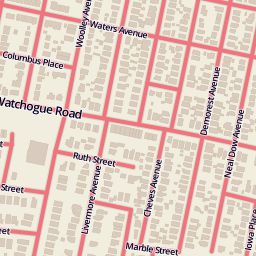 Woolley Ave
Waters Avenue
Columbus Place
Watchogue Road
Demorest Avenue
Neal Dow Avenue
Ruth Street
Livermore Avenue
Cheves Avenue
Street
Marble Street
Iowa Place